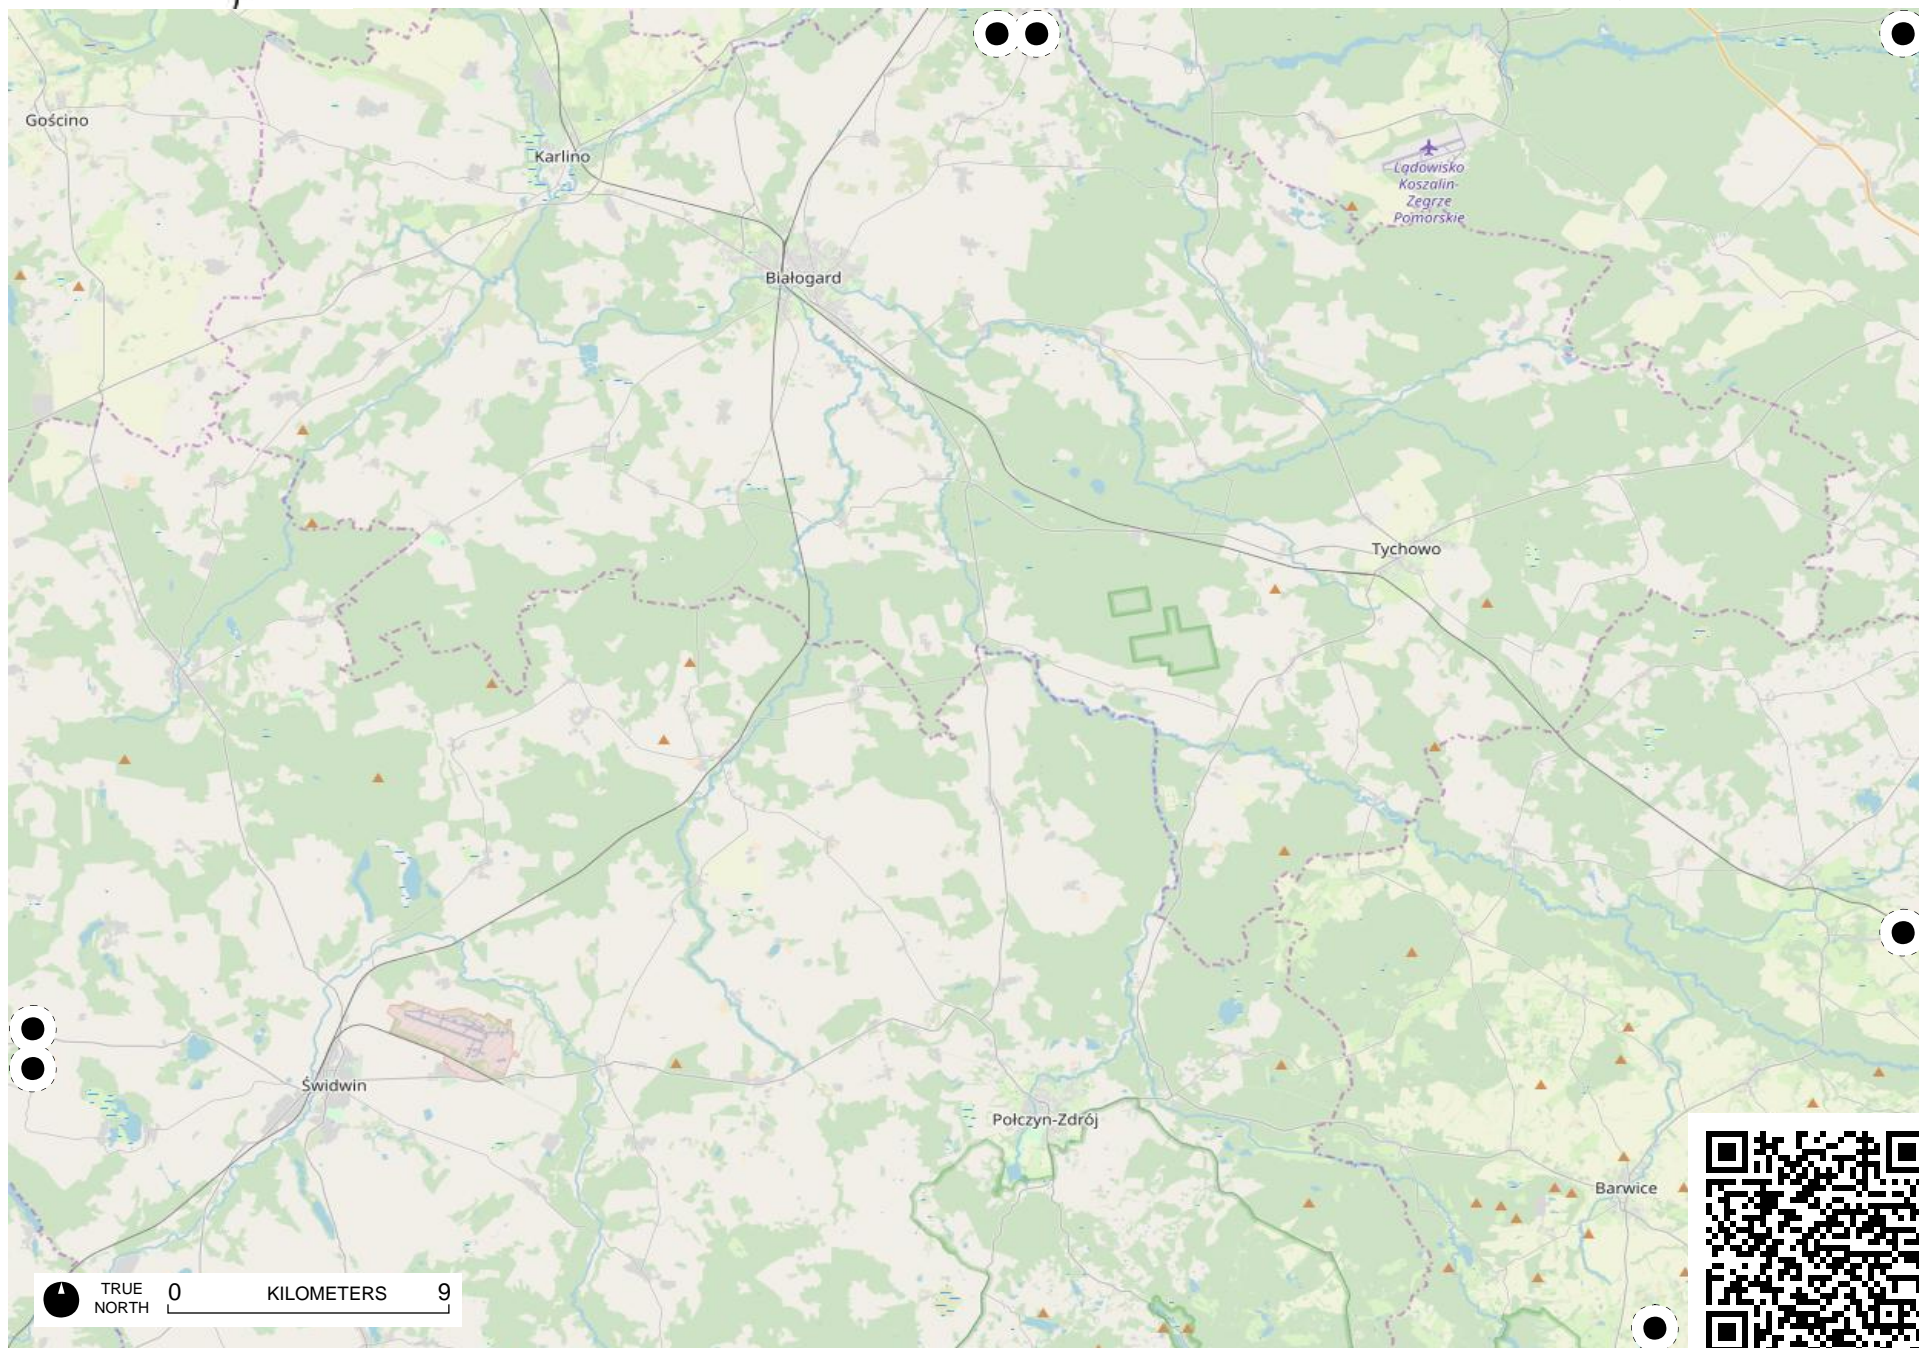 Gościno
Karlino
Lądowisko
Koszalin-
Zegrze
Pomorskie
Białogard
Tychowo
Świdwin
Połczyn-Zdrój
Barwice
TRUE
NORTH
0 KILOMETERS 9